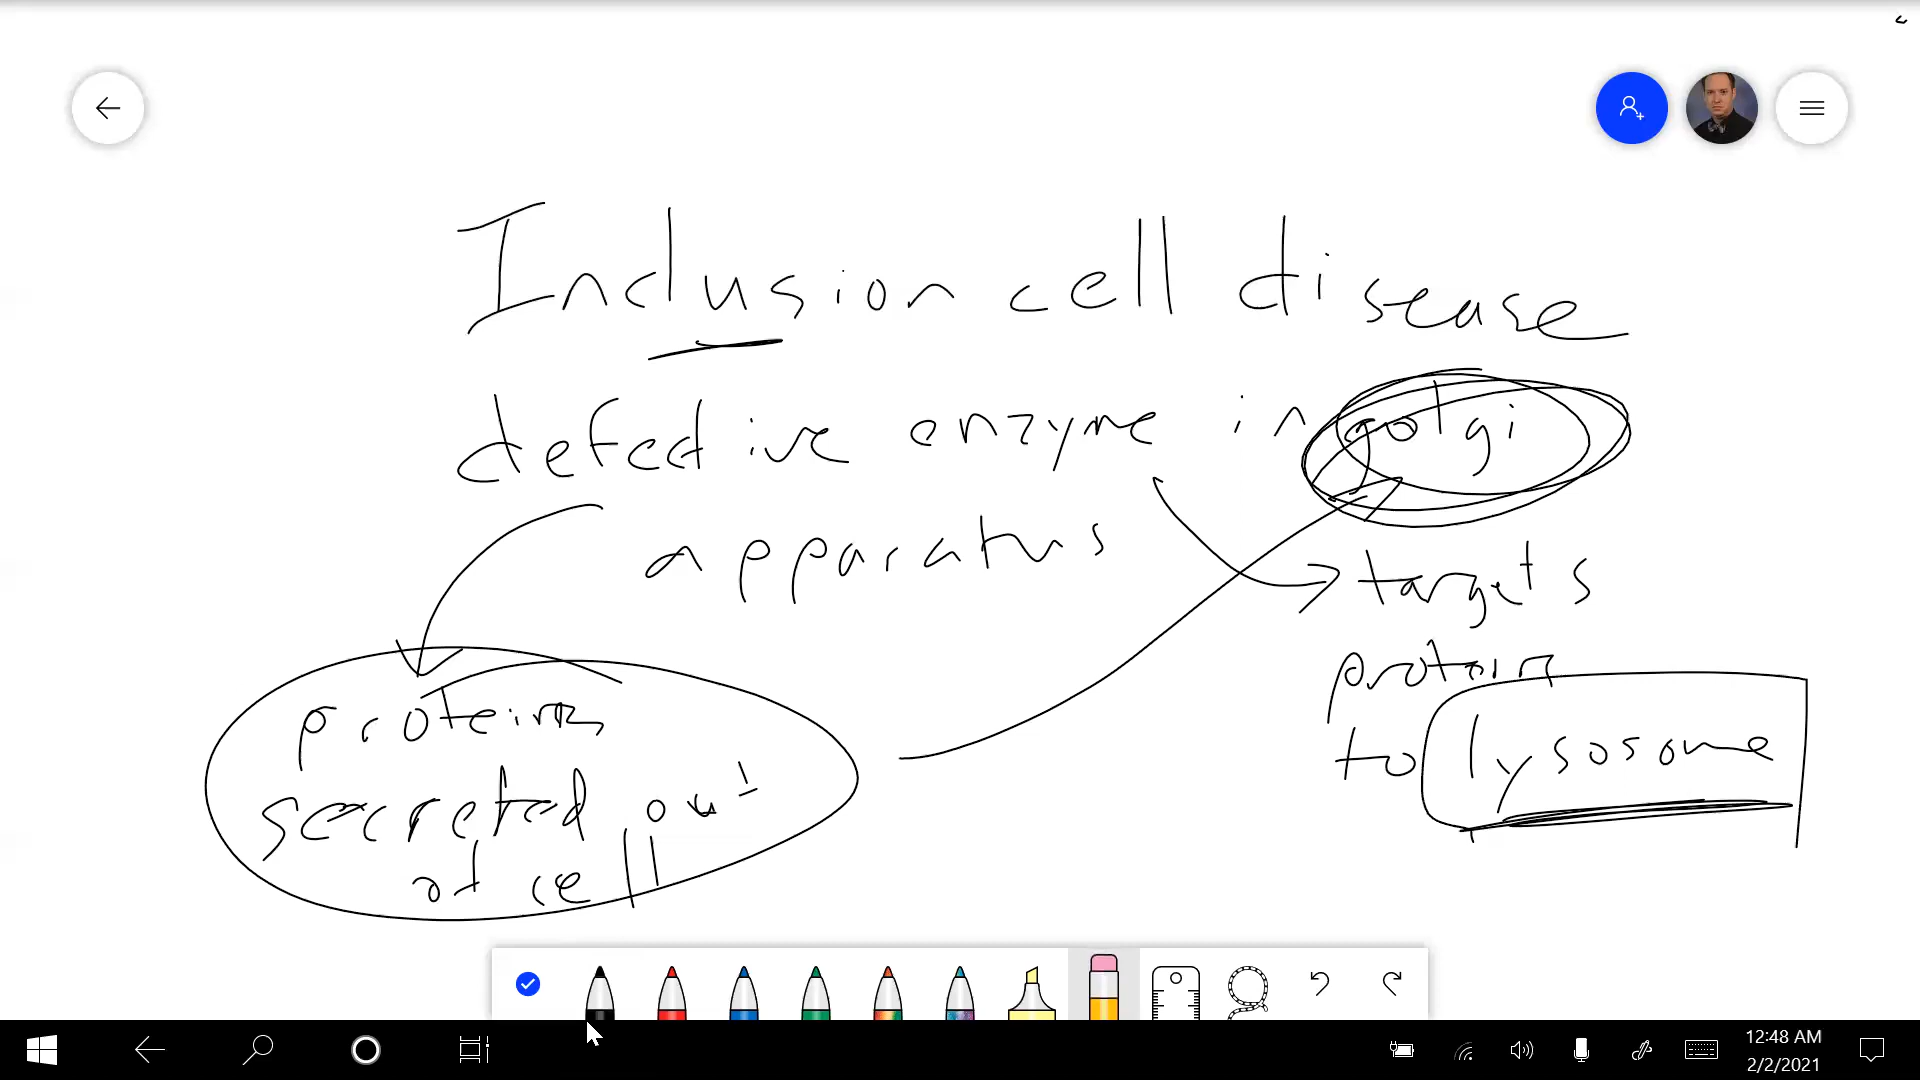 Inclusion cell disease
defective enzyme in golgi
apparatus
targets
protein
to lysosome
proteins
secreted out
of cell
12:48 AM
2/2/2021